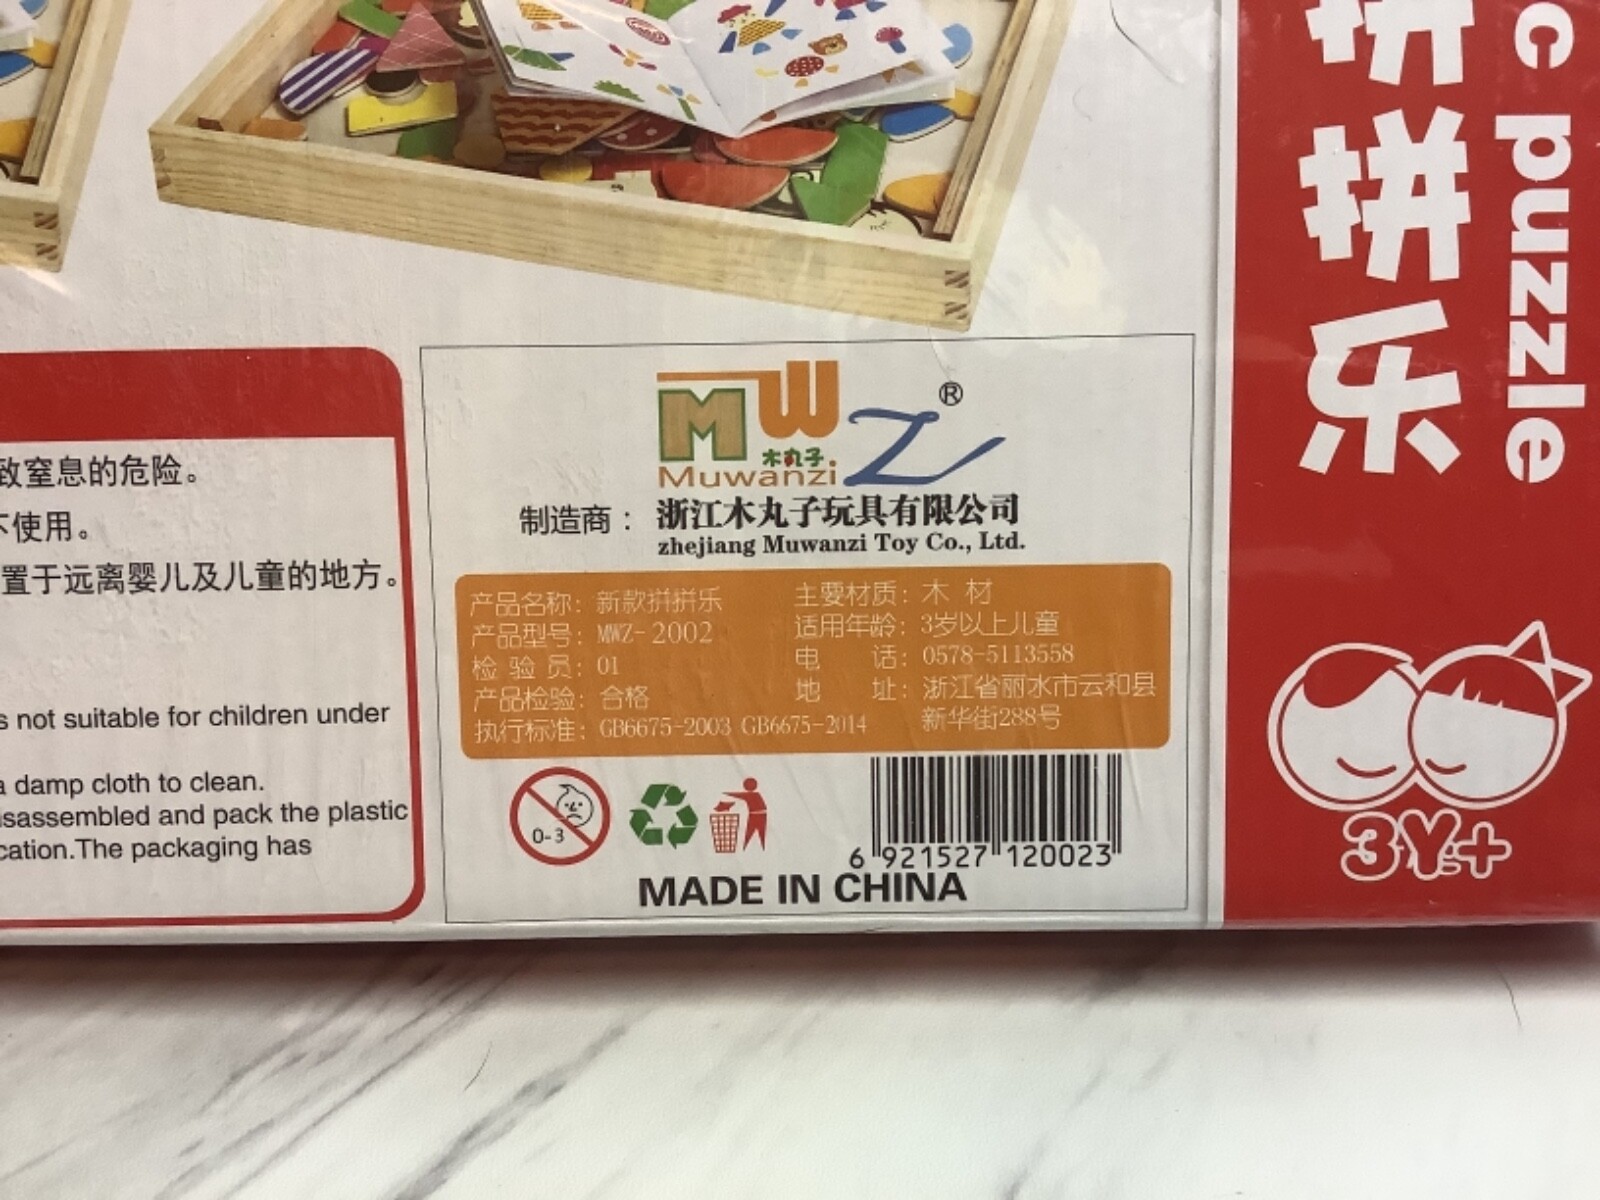 致窒息的危险。
不使用。
置于远离婴儿及儿童的地方。
s not suitable for children under
a damp cloth to clean.
isassembled and pack the plastic
cation.The packaging has
MWZ®
木丸子
Muwanzi
制造商：浙江木丸子玩具有限公司
zhejiang Muwanzi Toy Co., Ltd.
产品名称：新款拼拼乐
产品型号：MWZ-2002
检 验 员：01
产品检验：合格
执行标准：GB6675-2003 GB6675-2014
主要材质：木 材
适用年龄：3岁以上儿童
电 话：0578-5113558
地 址：浙江省丽水市云和县
新华街288号
0-3
6 921527 120023
MADE IN CHINA
拼拼乐
c puzzle
3Y+